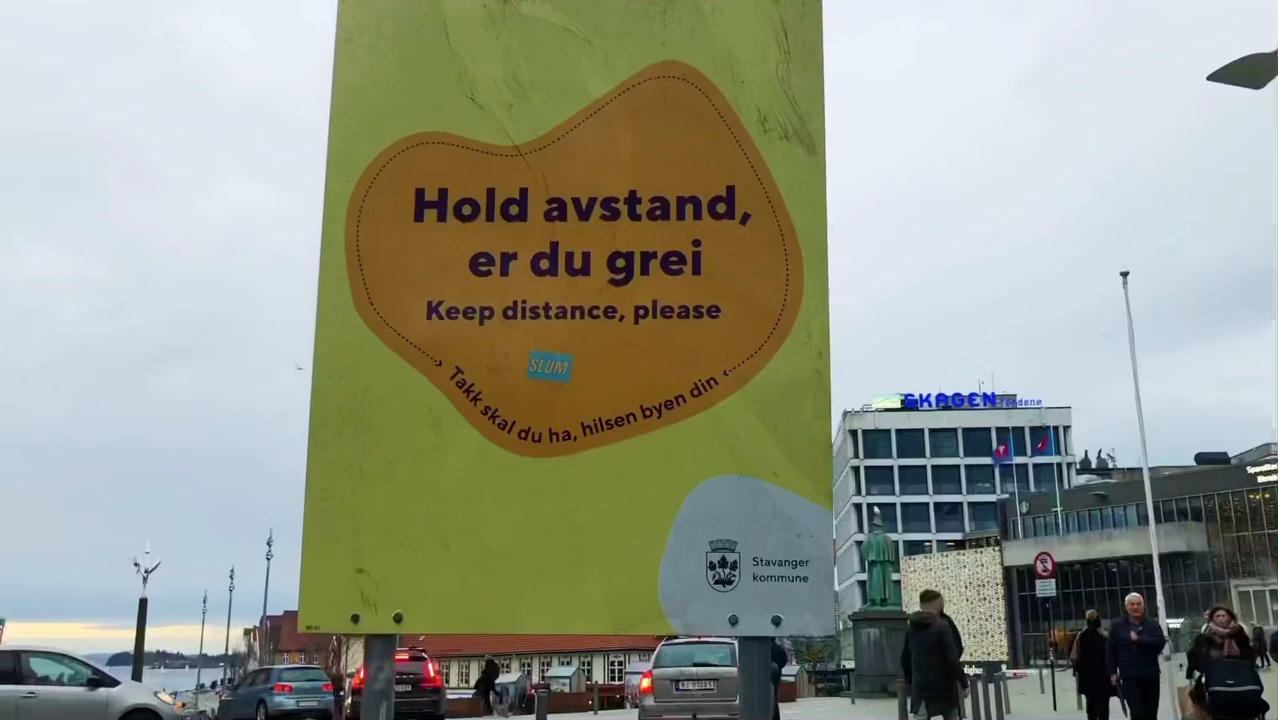 Hold avstand,
er du grei
Keep distance, please
SLUM
Takk skal du ha, hilsen byen din
Stavanger
kommune
SKAGEN